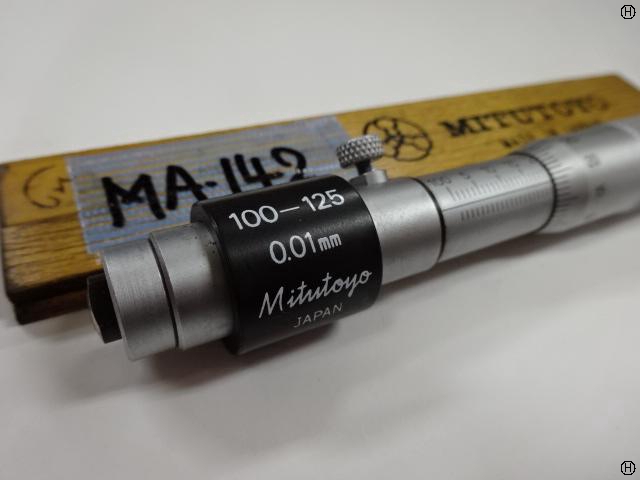 MITUTOYO
MA-142
100-125
0.01mm
Mitutoyo
JAPAN
H
H